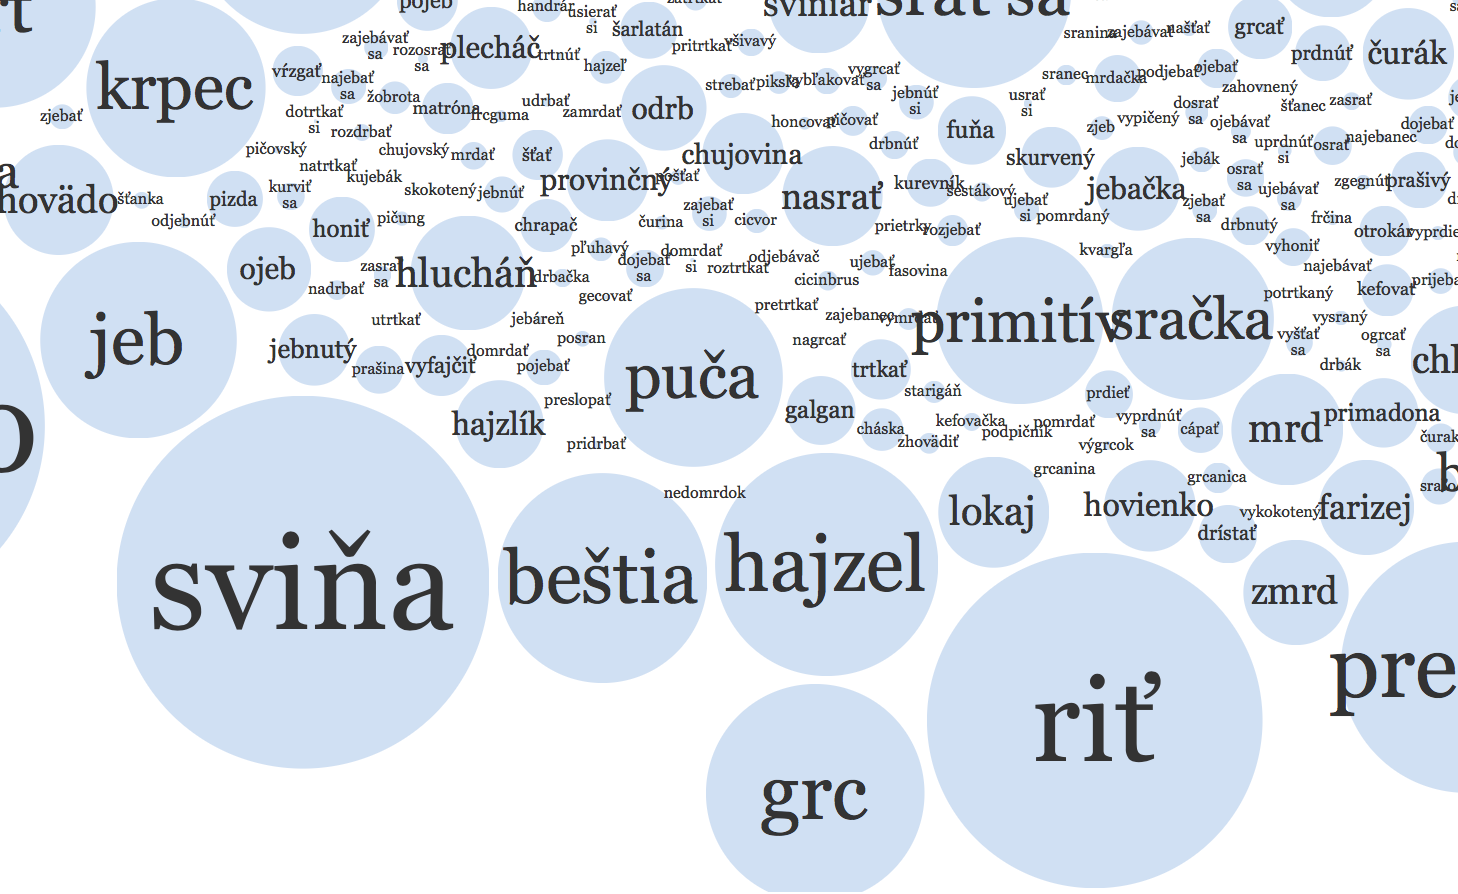 pojeb
handrár
usierať
si
šarlatán
sviniar
srať sa
zajebávať
sa
rozosrať
sa
plecháč
trtnúť
pritrtkať
všivavý
sranina
zajebávať
našťať
grcať
prdnúť
čurák
krpec
vŕzgať
najebať
sa
hajzeľ
strebať
piksľa
vybľakovať
sa
vygrcať
sranec
mrdačka
podjebať
ojebať
zjebať
dotrtkať
si
žobrota
matróna
frcguma
udrbať
zamrdať
odrb
jebnúť
si
usrať
si
zahovnený
dosrať
sa
šťanec
zasrať
rozdrbať
honcovať
pičovať
fuňa
zjeb
vypičený
ojebávať
sa
dojebať
pičovský
chujovský
mrdať
šťať
chujovina
drbnúť
skurvený
jebák
uprdnúť
si
osrať
najebanec
natrtkať
kujebák
hovädo
šťanka
pizda
kurviť
sa
skokotený
jebnúť
provinčný
pošťať
nasrať
kurevník
šestákový
ujebať
si
jebačka
osrať
sa
ujebávať
sa
zgegnúť
prašivý
odjebnúť
honiť
pičung
chrapač
čurina
zajebať
si
cicvor
prietrky
rozjebať
pomrdaný
zjebať
sa
drbnutý
frčina
otrokár
vyprdie
ojeb
zasrať
sa
hlucháň
pľuhavý
dojebať
sa
domrdať
si
roztrtkať
odjebávač
ujebať
fasovina
kvargľa
vyhoniť
najebávať
nadrbať
drbačka
gecovať
cicinbrus
potrtkaný
kefovať
prijeba
jeb
utrtkať
jebáreň
pretrtkať
zajebanec
vymrdať
primitív
sračka
vysraný
jebnutý
domrdať
posran
puča
nagrcať
vyšťať
sa
ogrcať
sa
prašina
vyfajčiť
pojebať
trtkať
drbák
chl
preslopať
starigáň
prdieť
hajzlík
galgan
cháska
kefovačka
pomrdať
vyprdnúť
sa
cápať
mrd
primadona
pridrbať
zhovädiť
podpičník
výgrcok
čurak
grcanina
grcanica
nedomrdok
lokaj
hovienko
vykokotený
farizej
drístať
sviňa
beštia
hajzel
zmrd
pre
riť
grc